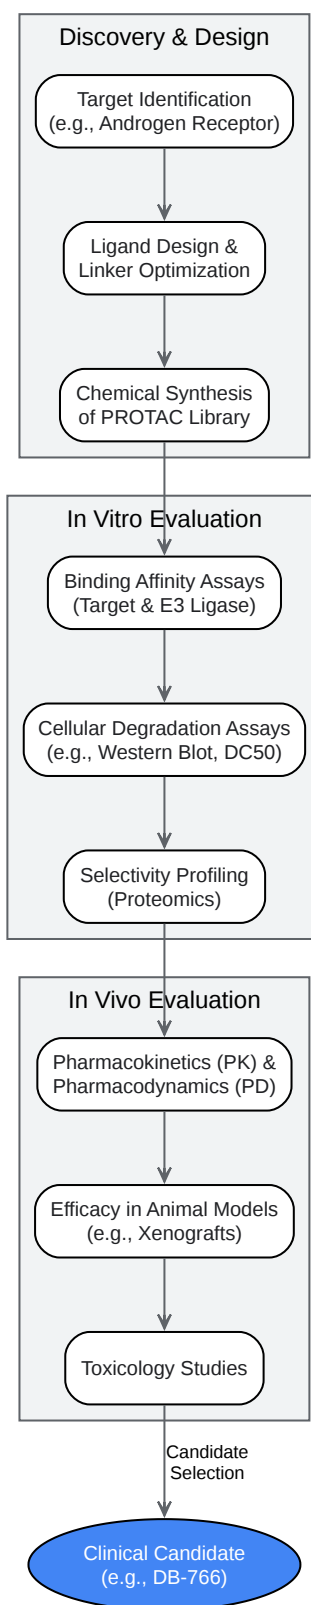 Discovery & Design
Target Identification
(e.g., Androgen Receptor)
Ligand Design &
Linker Optimization
Chemical Synthesis
of PROTAC Library
In Vitro Evaluation
Binding Affinity Assays
(Target & E3 Ligase)
Cellular Degradation Assays
(e.g., Western Blot, DC50)
Selectivity Profiling
(Proteomics)
In Vivo Evaluation
Pharmacokinetics (PK) &
Pharmacodynamics (PD)
Efficacy in Animal Models
(e.g., Xenografts)
Toxicology Studies
Candidate
Selection
Clinical Candidate
(e.g., DB-766)